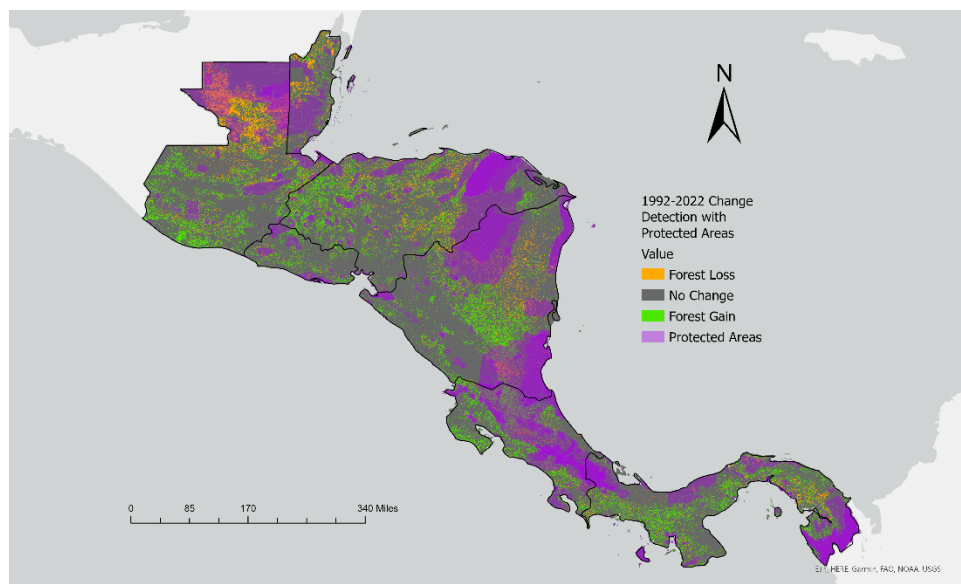 N
1992-2022 Change
Detection with
Protected Areas
Value
Forest Loss
No Change
Forest Gain
Protected Areas
0 85 170 340 Miles
Esri, HERE, Garmin, FAO, NOAA, USGS